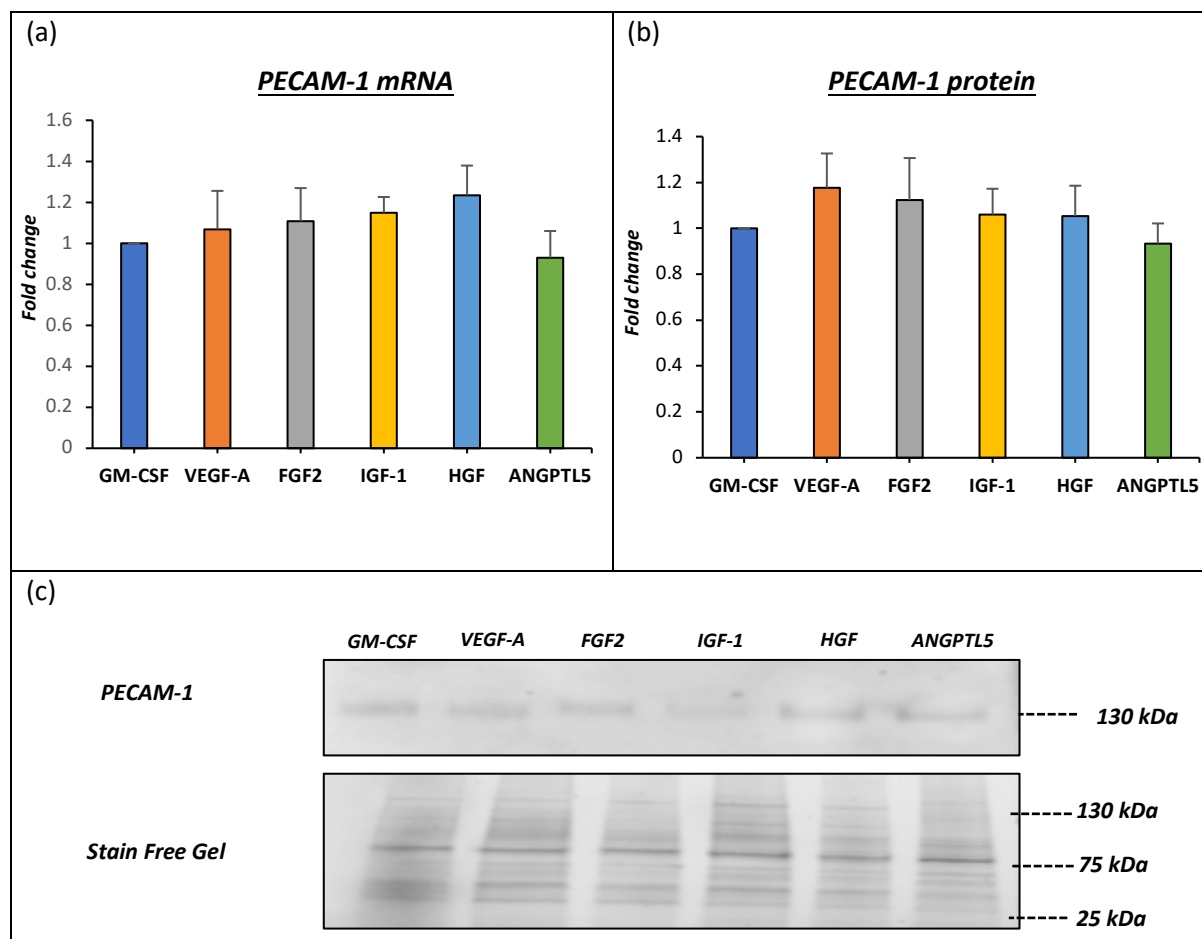 (a)
PECAM-1 mRNA
1.6
1.4
1.2
1
0.8
0.6
0.4
0.2
0
Fold change
GM-CSF VEGF-A FGF2 IGF-1 HGF ANGPTL5
(b)
PECAM-1 protein
1.4
1.2
1
0.8
0.6
0.4
0.2
0
Fold change
GM-CSF VEGF-A FGF2 IGF-1 HGF ANGPTL5
(c)
GM-CSF VEGF-A FGF2 IGF-1 HGF ANGPTL5
PECAM-1
130 kDa
130 kDa
Stain Free Gel
75 kDa
25 kDa